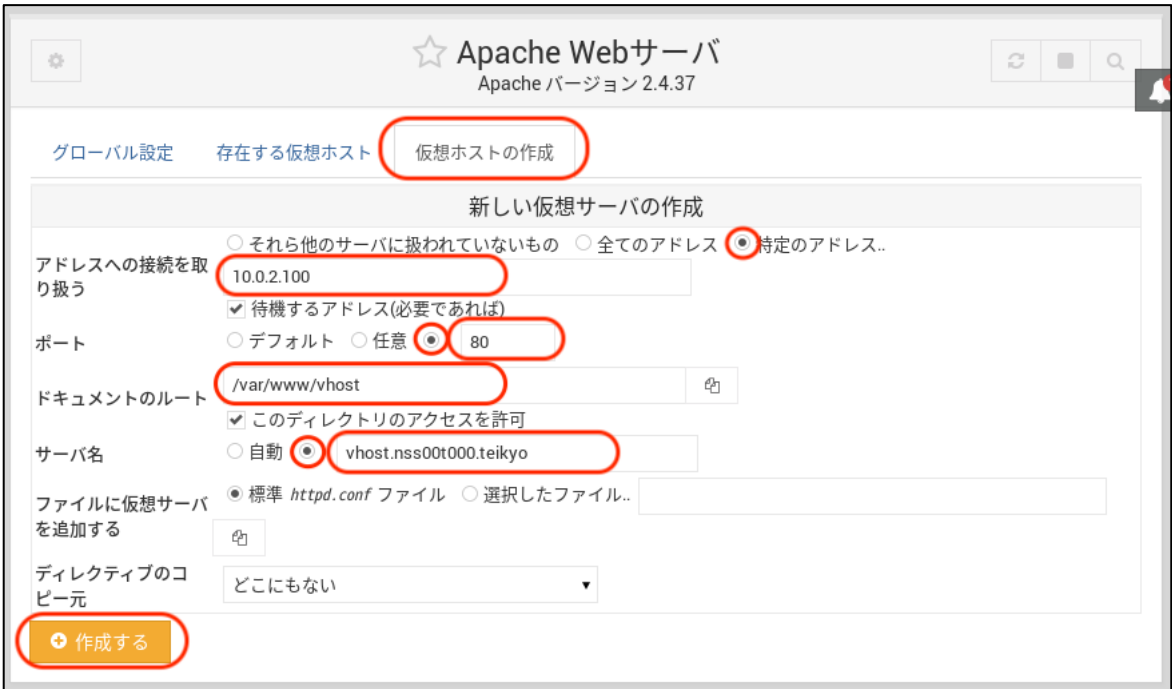 Apache Webサーバ
Apache バージョン 2.4.37
グローバル設定 存在する仮想ホスト 仮想ホストの作成
新しい仮想サーバの作成
アドレスへの接続を取り扱う
それら他のサーバに扱われていないもの 全てのアドレス 特定のアドレス..
10.0.2.100
待機するアドレス(必要であれば)
ポート デフォルト 任意 80
ドキュメントのルート /var/www/vhost
このディレクトリのアクセスを許可
サーバ名 自動 vhost.nss00t000.teikyo
ファイルに仮想サーバを追加する 標準 httpd.conf ファイル 選択したファイル..
ディレクティブのコピー元 どこにもない
作成する